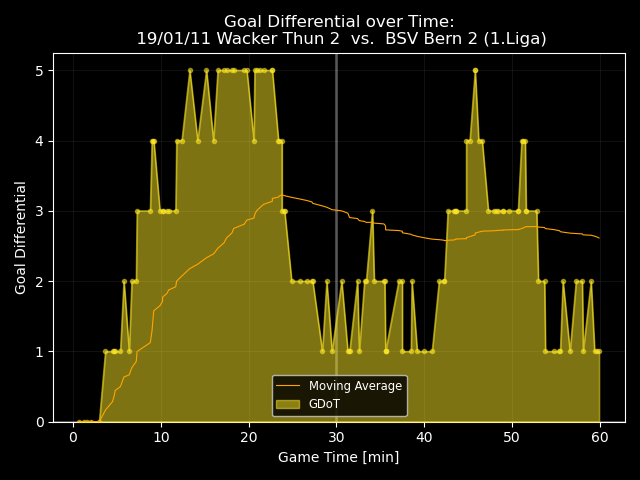 Goal Differential over Time:
19/01/11 Wacker Thun 2  vs.  BSV Bern 2 (1.Liga)
Goal Differential
5
4
3
2
1
0
Moving Average
GDoT
0 10 20 30 40 50 60
Game Time [min]